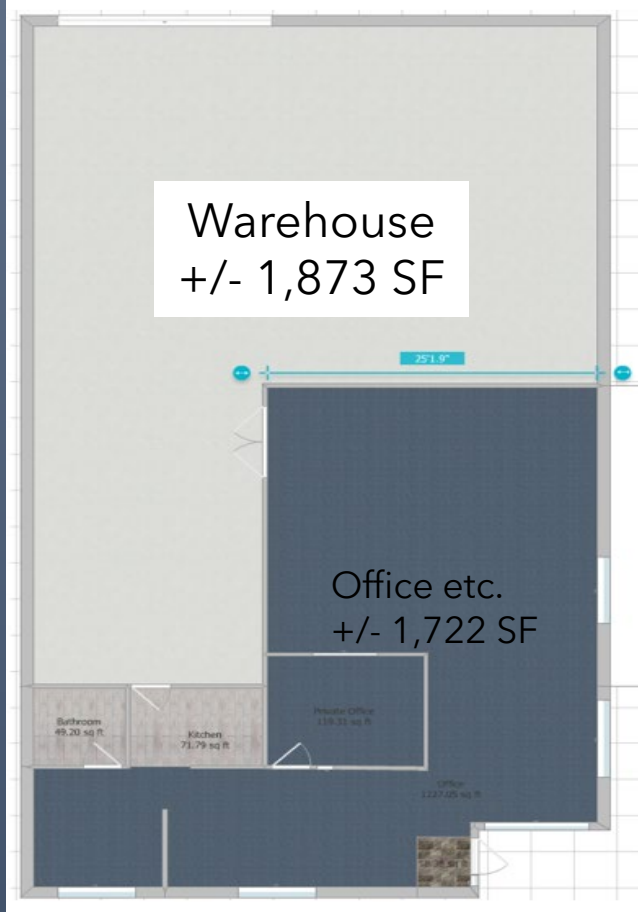 Warehouse
+/- 1,873 SF
25'1.9"
Office etc.
+/- 1,722 SF
Private Office
Bathroom
49.20 sq ft
Kitchen
71.79 sq ft
Office